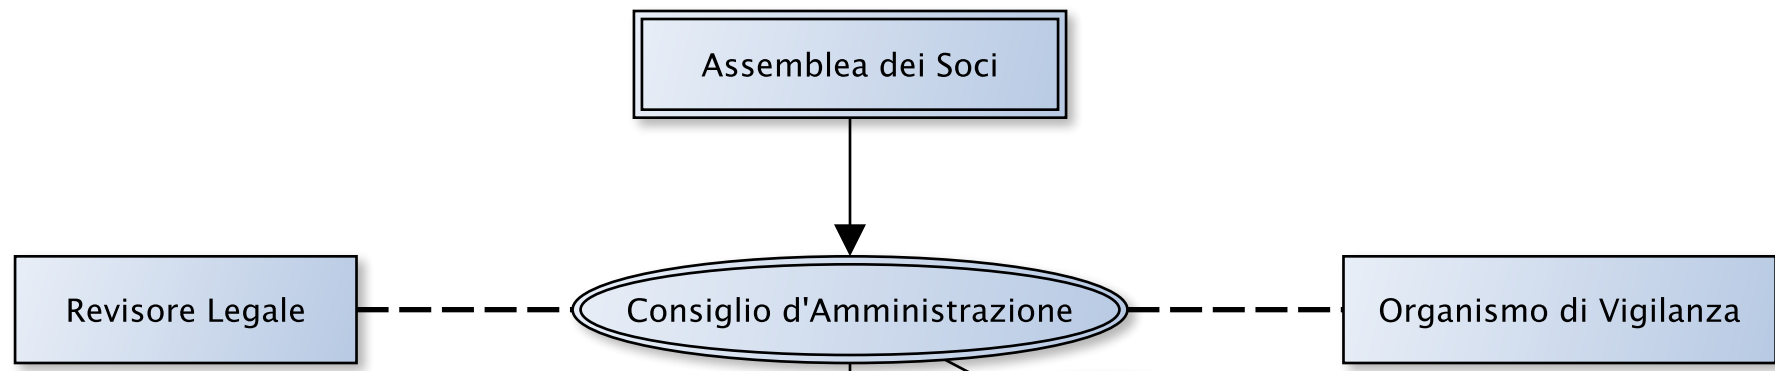 Assemblea dei Soci
Revisore Legale
Consiglio d'Amministrazione
Organismo di Vigilanza